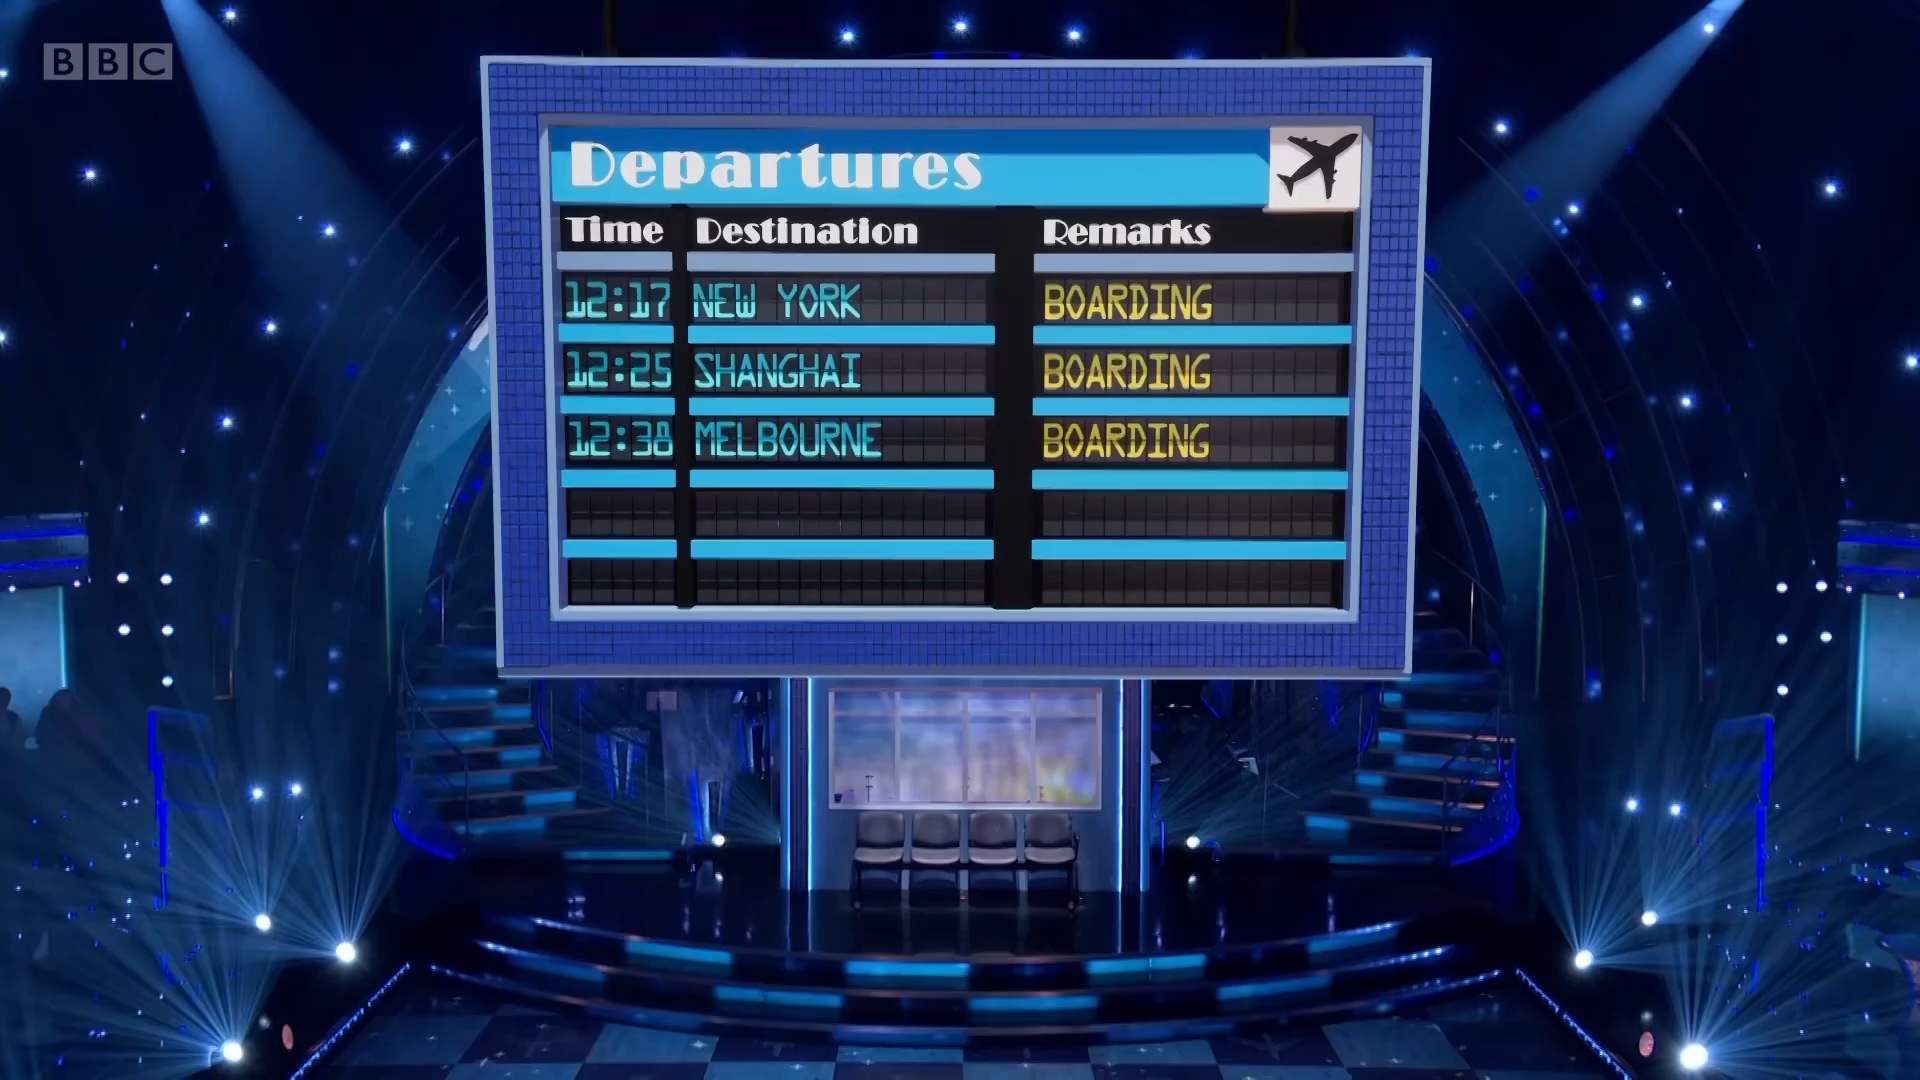 BBC
Departures
Time Destination Remarks
12:17 NEW YORK BOARDING
12:25 SHANGHAI BOARDING
12:38 MELBOURNE BOARDING